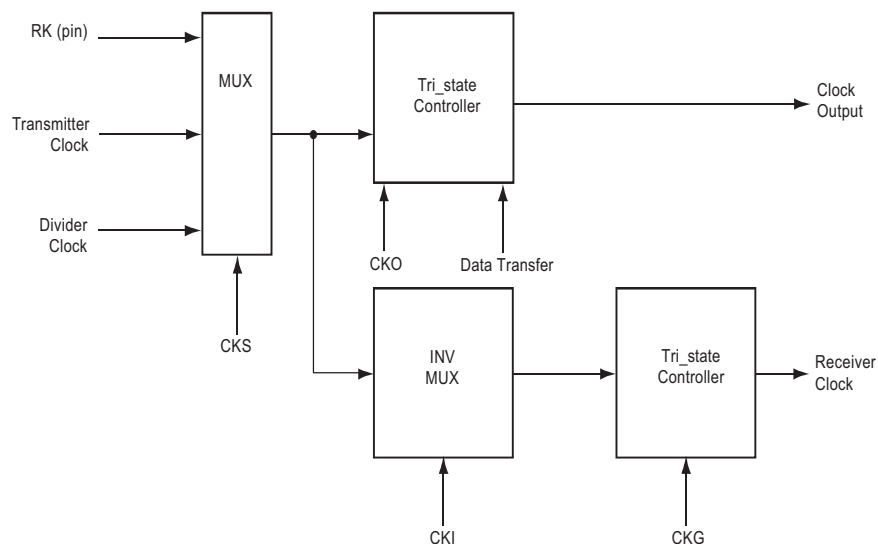 RK (pin)
MUX
Tri_state
Controller
Clock
Output
Transmitter
Clock
Divider
Clock
CKO
Data Transfer
CKS
INV
MUX
Tri_state
Controller
Receiver
Clock
CKI
CKG